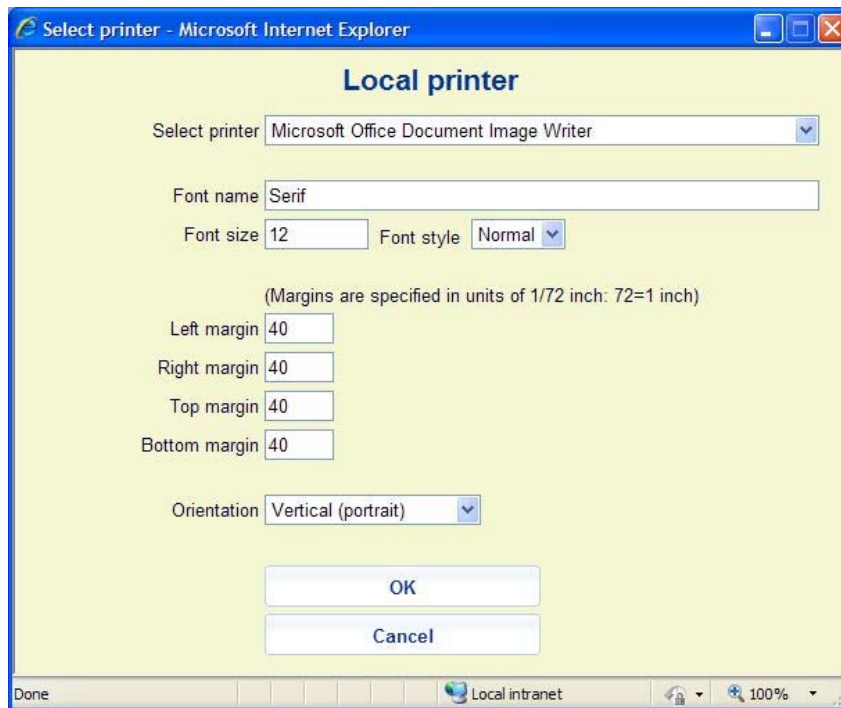 Select printer - Microsoft Internet Explorer
Local printer
Select printer Microsoft Office Document Image Writer
Font name Serif
Font size 12 Font style Normal
(Margins are specified in units of 1/72 inch: 72=1 inch)
Left margin 40
Right margin 40
Top margin 40
Bottom margin 40
Orientation Vertical (portrait)
OK
Cancel
Done Local intranet 100%